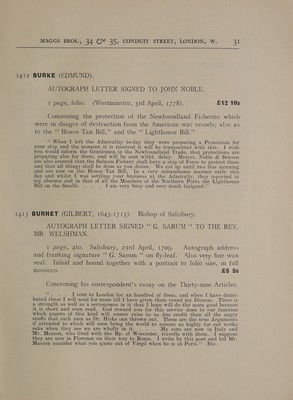 MAGGS BROS., 34 & 35, CONDUIT STREET, LONDON, W. 31
1412 BURKE (EDMUND).
AUTOGRAPH LETTER SIGNED TO JOHN NOBLE.
1 page, folio. (Westminster, 3rd April, 1778). £12 10s
Concerning the protection of the Newfoundland Fisheries which
were in danger of destruction from the American war vessels; also as
to the " House Tax Bill," and the " Lighthouse Bill."
" When I left the Admiralty to-day they were preparing a Protection for
your ship and the moment it is received it will be transmitted with this. I wish
you would inform the Gentlemen in the Newfoundland Trade, that protections are
preparing also for them, and will be sent whilst delay. Messrs. Noble & Benson
are also assured that the Salmon Fishery shall have a ship of Force to protect them
and that all things shall be done as you desire. We sat up until two this morning
and are now on the House Tax Bill. In a very unhandsome manner early this
day and whilst I was settling your business at the Admiralty, they reported in
my absence and in that of all the Members of the Northern Ports the Lighthouse
Bill on the Smalls. . . . I am very busy and very much fatigued."
1413 BURNET (GILBERT, 1643-1715). Bishop of Salisbury.
AUTOGRAPH LETTER SIGNED " G. SARUM " TO THE REV.
MR. WELSHMAN.
1 page, 4to. Salisbury, 23rd April, 1709. Autograph address
and franking signature " G. Sarum " on fly-leaf. Also very fine wax
seal. Inlaid and bound together with a portrait to folio size, in full
morocco. £5 5s
Concerning his correspondent's essay on the Thirty-nine Articles.
" . . . I sent to London for an hundred of them, and when I have distri-
buted them I will send for more till I have given them round my Diocese. There is
a strength as well as a seriousness in it that I hope will do the more good because
it is short and soon read. God reward you for this service done to our function
which papers of this kind will sooner raise to us due credit than all the angry
stuffe that such men as Dr. Hicks can thrown out. These are the true Arguments
if attended to which will soon bring the world to esteem us highly for our works
sake when they see we are wholly in it. . . . My sons are now in Italy and
Mr. Masson, who lived with the Bp. of Worcester, travells with them. I suppose
they are now in Florence on their way to Rome. I write by this post and bid Mr.
Masson consider what you quote out of Virgil when he is at Paris." Etc.